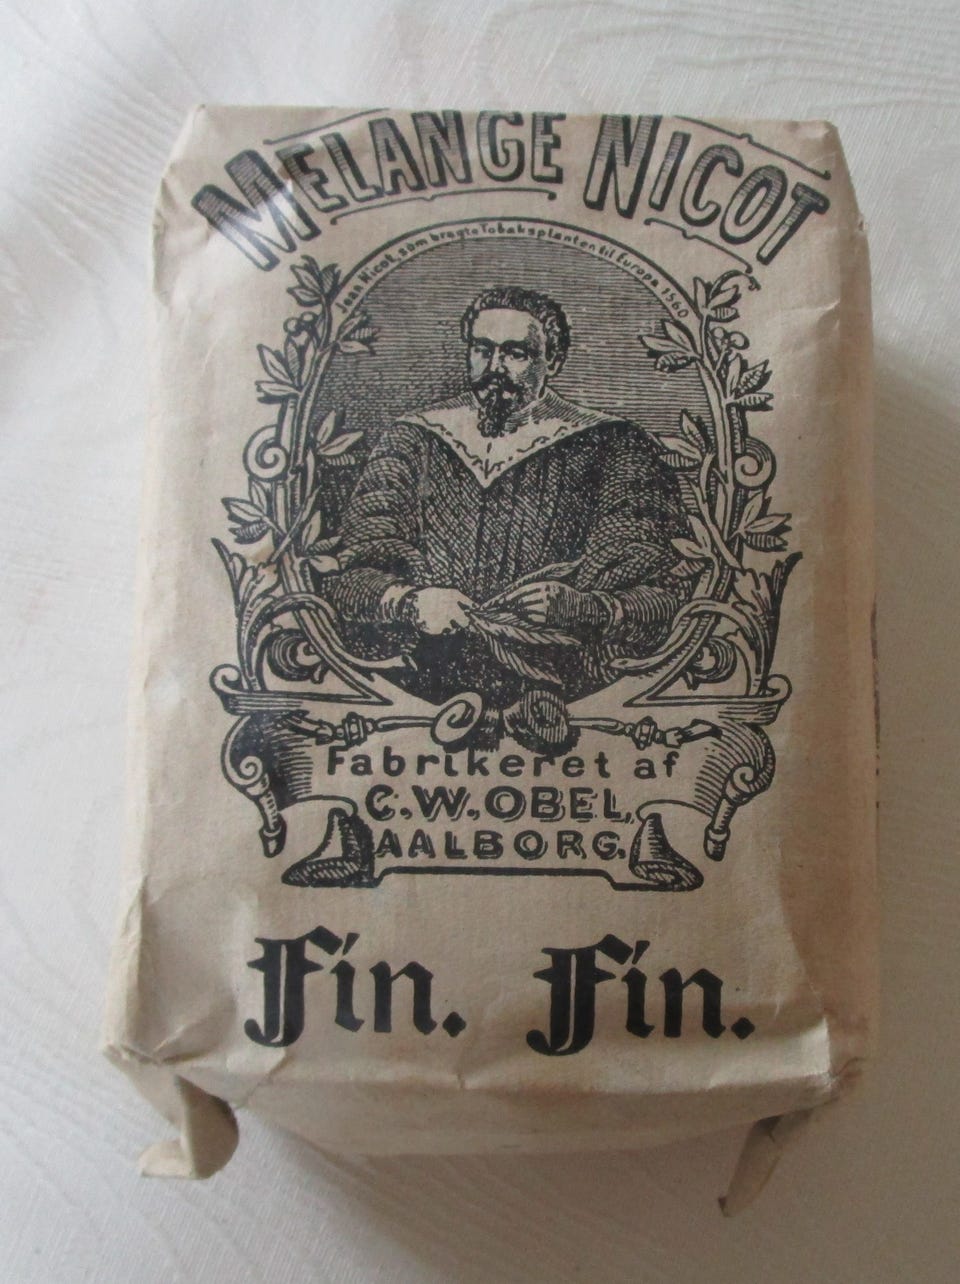 MELANGE NICOT
Jean Nicot, som bragte Tobaksplanten til Europa 1560
Fabrikeret af
C.W. OBEL,
AALBORG.
Fin. Fin.